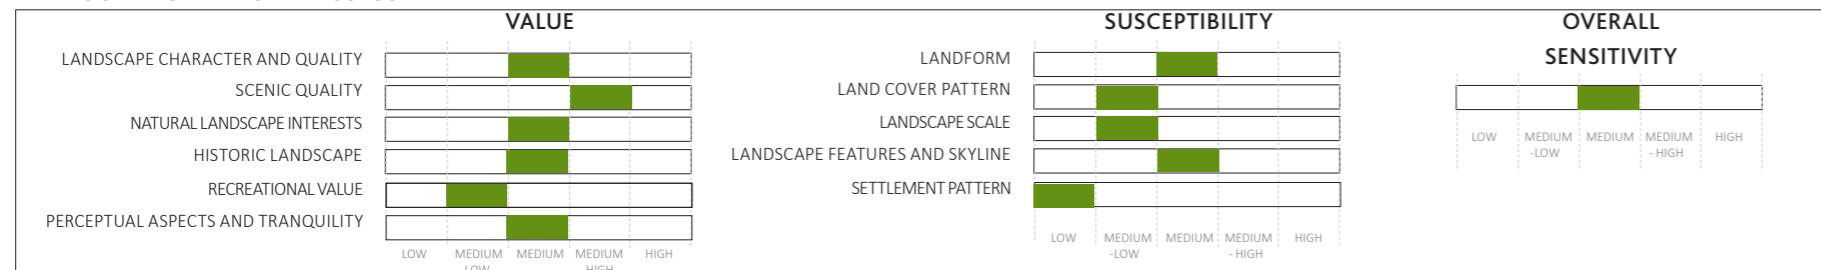 VALUE
LANDSCAPE CHARACTER AND QUALITY
SCENIC QUALITY
NATURAL LANDSCAPE INTERESTS
HISTORIC LANDSCAPE
RECREATIONAL VALUE
PERCEPTUAL ASPECTS AND TRANQUILITY
LOW MEDIUM MEDIUM MEDIUM HIGH
LOW HIGH
SUSCEPTIBILITY
LANDFORM
LAND COVER PATTERN
LANDSCAPE SCALE
LANDSCAPE FEATURES AND SKYLINE
SETTLEMENT PATTERN
LOW MEDIUM MEDIUM MEDIUM HIGH
-LOW - HIGH
OVERALL
SENSITIVITY
LOW MEDIUM MEDIUM MEDIUM HIGH
-LOW - HIGH